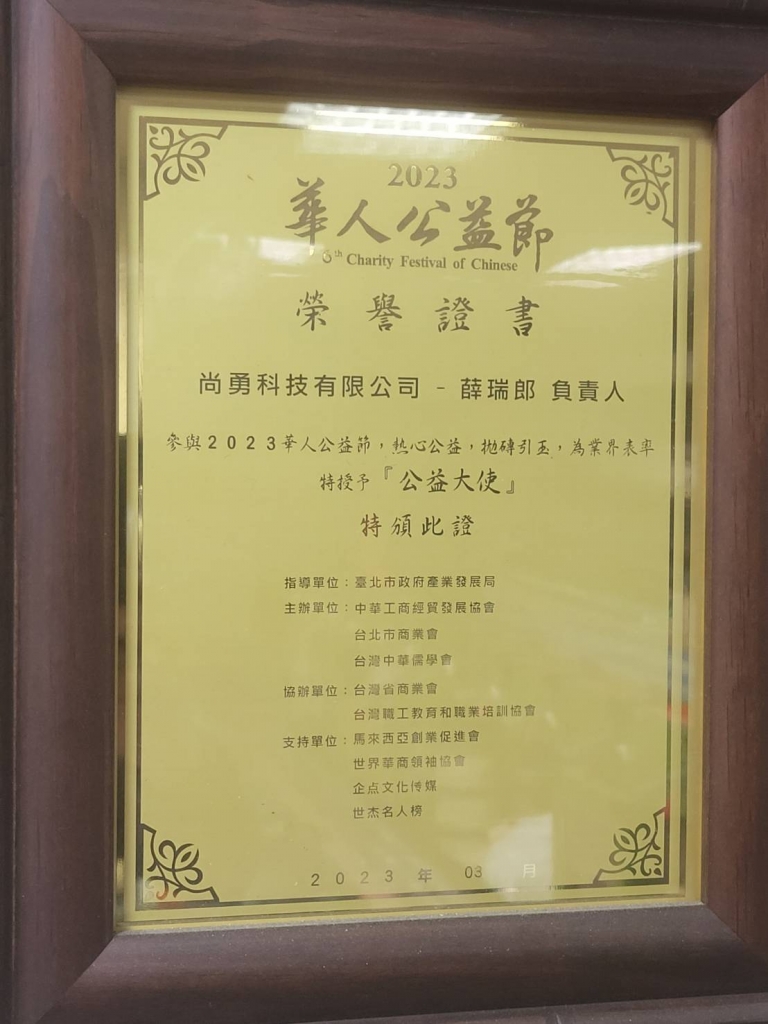 2023
華人公益節
6th Charity Festival of Chinese
榮譽證書
尚勇科技有限公司 - 薛瑞郎 負責人
參與2023華人公益節，熱心公益，拋磚引玉，為業界表率
特授予『公益大使』
特頒此證
指導單位：臺北市政府產業發展局
主辦單位：中華工商經貿發展協會
台北市商業會
台灣中華儒學會
協辦單位：台灣省商業會
台灣職工教育和職業培訓協會
支持單位：馬來西亞創業促進會
世界華商領袖協會
企点文化传媒
世杰名人榜
2023年 03 月